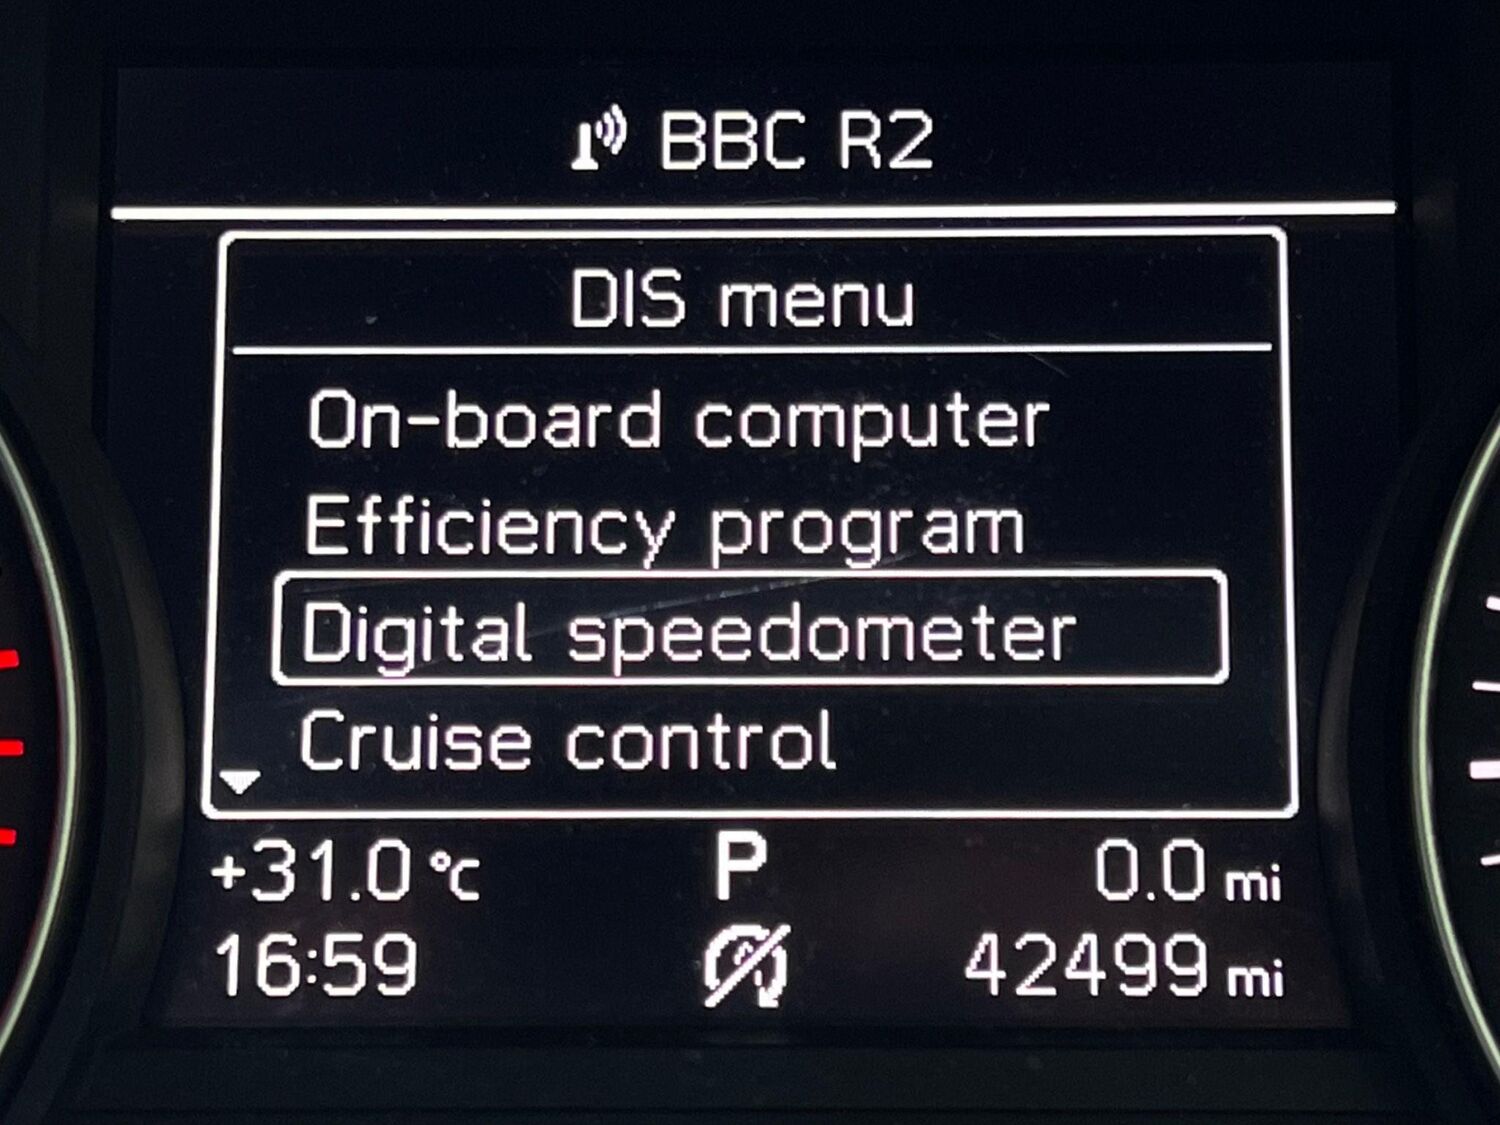 BBC R2
DIS menu
On-board computer
Efficiency program
Digital speedometer
Cruise control
+31.0 °C P 0.0 mi
16:59 42499 mi